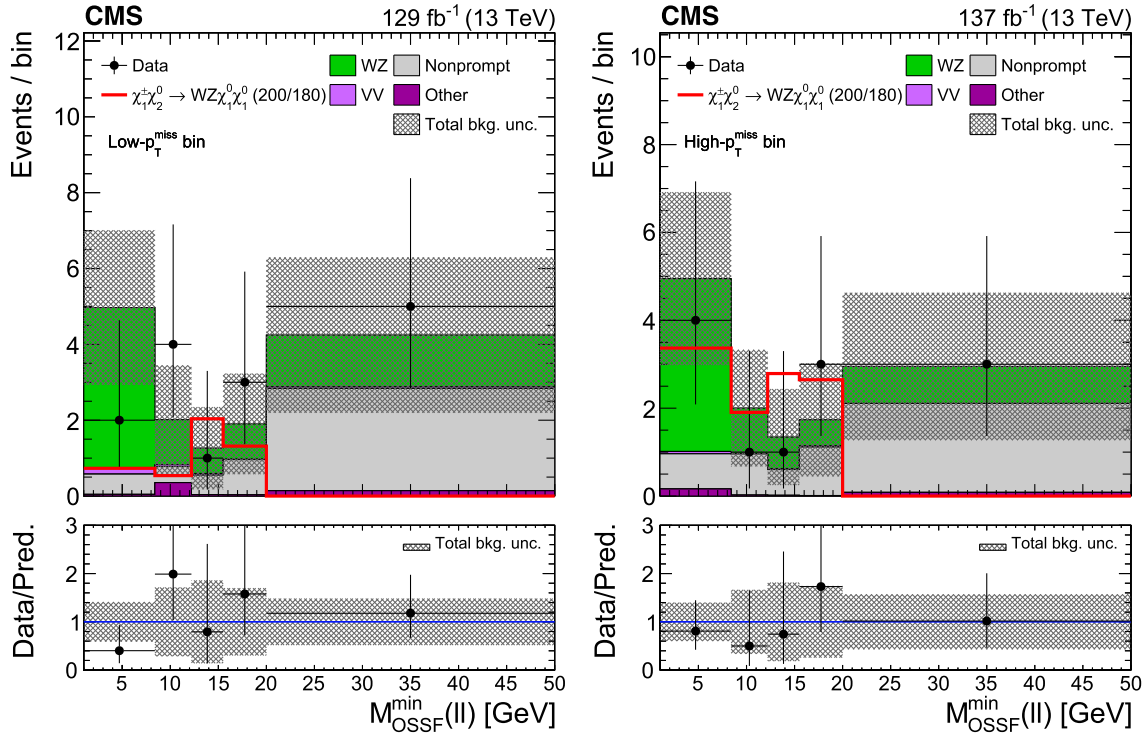 CMS 129 fb⁻¹ (13 TeV)
Events / bin
12
10
8
6
4
2
0
Data
χ̃₁±χ̃₂⁰ → WZχ̃₁⁰χ̃₁⁰ (200/180)
WZ Nonprompt
VV Other
Total bkg. unc.
Low-p_T^miss bin
Data/Pred.
3
2
1
0
Total bkg. unc.
5 10 15 20 25 30 35 40 45 50
M_OSSF^min(ll) [GeV]
CMS 137 fb⁻¹ (13 TeV)
Events / bin
10
8
6
4
2
0
Data
χ̃₁±χ̃₂⁰ → WZχ̃₁⁰χ̃₁⁰ (200/180)
WZ Nonprompt
VV Other
Total bkg. unc.
High-p_T^miss bin
Data/Pred.
3
2
1
0
Total bkg. unc.
5 10 15 20 25 30 35 40 45 50
M_OSSF^min(ll) [GeV]